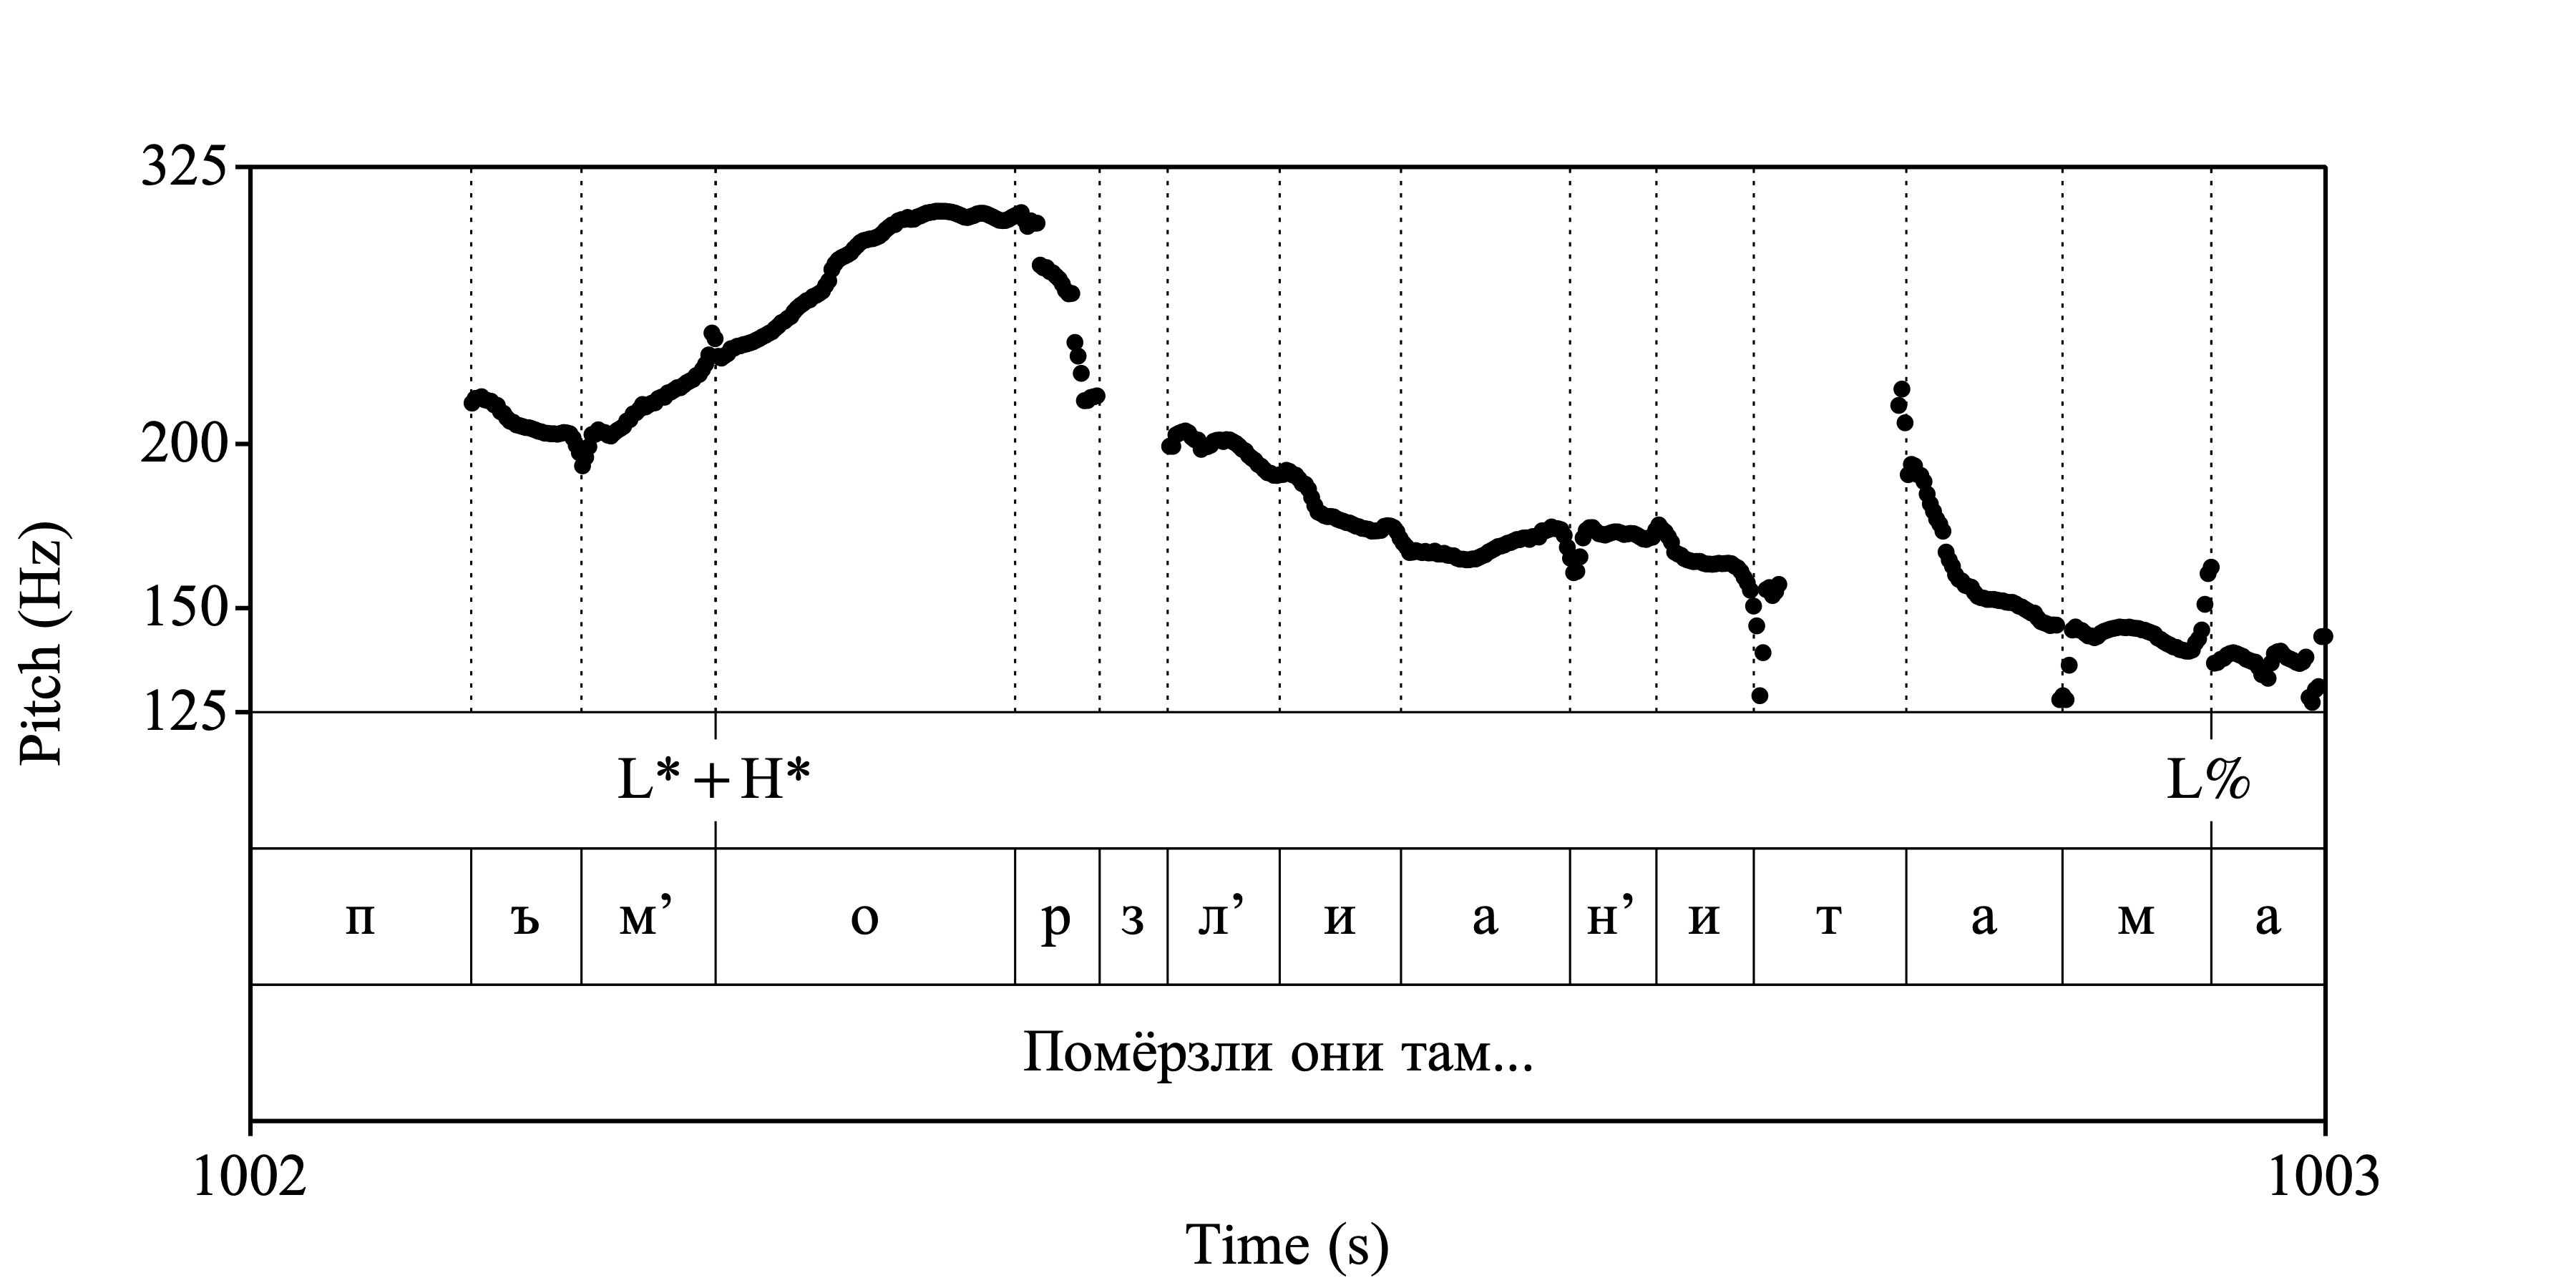 325
200
150
125
Pitch (Hz)
L*+H* L%
п ъ м’ о р з л’ и а н’ и т а м а
Помёрзли они там...
1002 1003
Time (s)